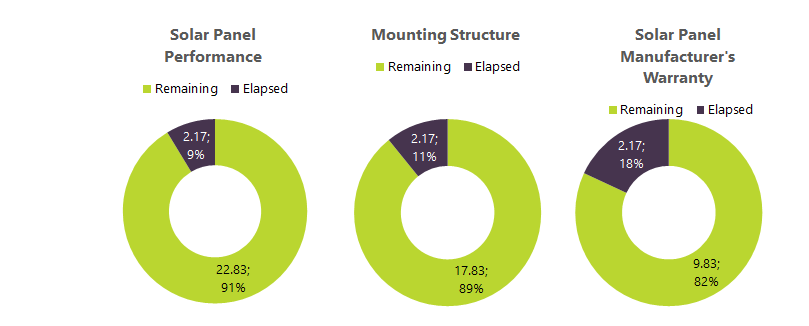 Solar Panel
Performance
Remaining Elapsed
2.17;
9%
22.83;
91%
Mounting Structure
Remaining Elapsed
2.17;
11%
17.83;
89%
Solar Panel
Manufacturer's
Warranty
Remaining Elapsed
2.17;
18%
9.83;
82%